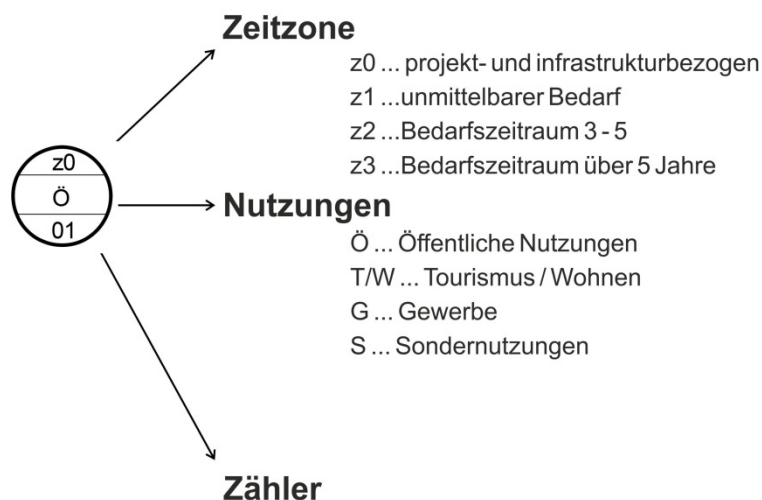 Zeitzone
z0 ... projekt- und infrastrukturbezogen
z1 ...unmittelbarer Bedarf
z2 ...Bedarfszeitraum 3 - 5
z3 ...Bedarfszeitraum über 5 Jahre
z0
Ö
01
Nutzungen
Ö ... Öffentliche Nutzungen
T/W ... Tourismus / Wohnen
G ... Gewerbe
S ... Sondernutzungen
Zähler